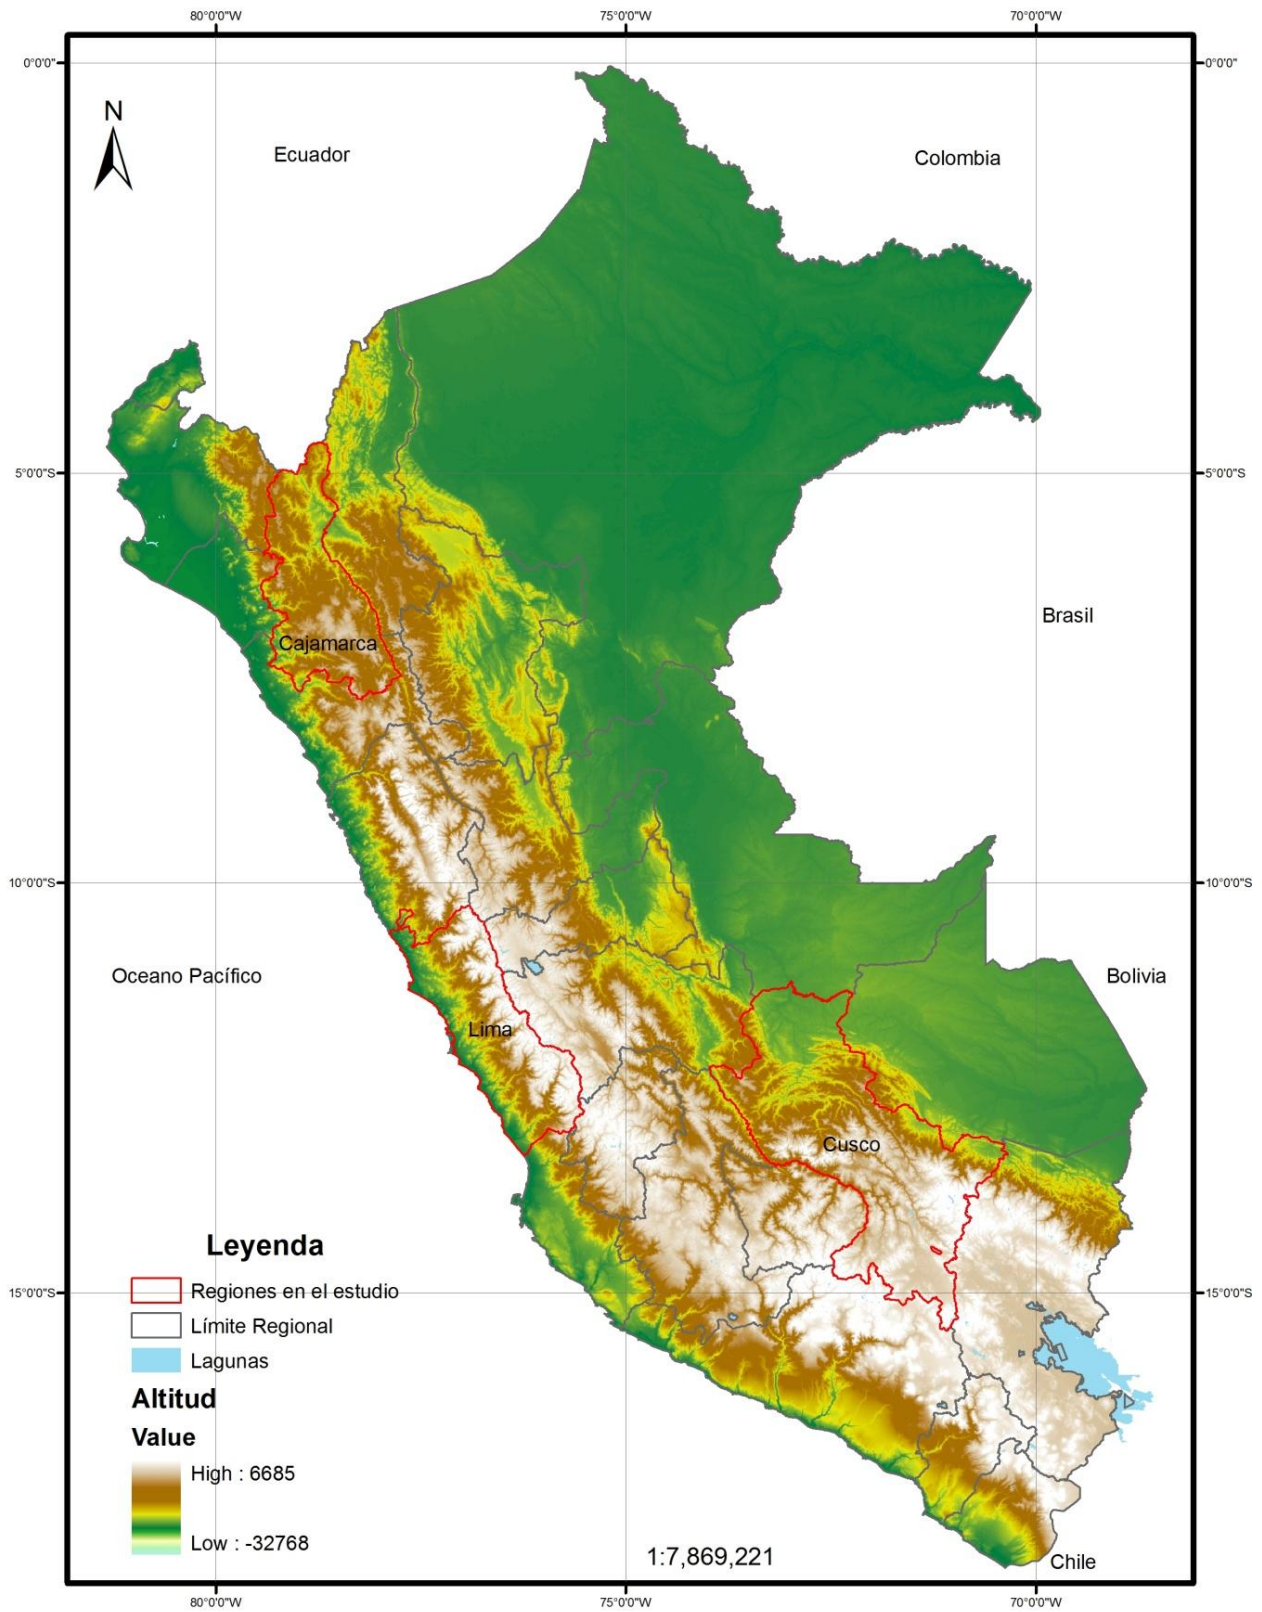 80°0'0"W 75°0'0"W 70°0'0"W
0°0'0" 0°0'0"
N
Ecuador
Colombia
5°0'0"S 5°0'0"S
Brasil
Cajamarca
10°0'0"S 10°0'0"S
Oceano Pacífico
Bolivia
Lima
Cusco
Leyenda
Regiones en el estudio
15°0'0"S 15°0'0"S
Límite Regional
Lagunas
Altitud
Value
High : 6685
Low : -32768
1:7,869,221
Chile
80°0'0"W 75°0'0"W 70°0'0"W